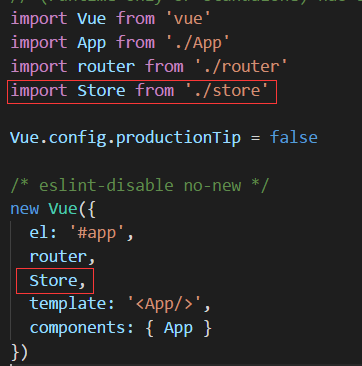 import Vue from 'vue'
import App from './App'
import router from './router'
import Store from './store'
Vue.config.productionTip = false
/* eslint-disable no-new */
new Vue({
el: '#app',
router,
Store,
template: '<App/>',
components: { App }
})